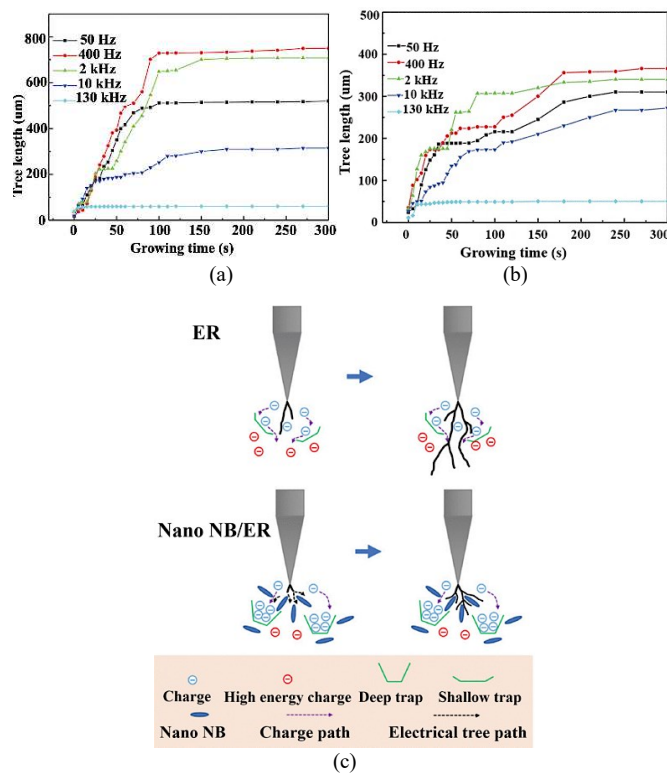 800
600
400
200
0
Tree length (um)
50 Hz
400 Hz
2 kHz
10 kHz
130 kHz
0 50 100 150 200 250 300
Growing time (s)
(a)
500
400
300
200
100
0
Tree length (um)
50 Hz
400 Hz
2 kHz
10 kHz
130 kHz
0 50 100 150 200 250 300
Growing time (s)
(b)
ER
Nano NB/ER
Charge High energy charge Deep trap Shallow trap
Nano NB Charge path Electrical tree path
(c)